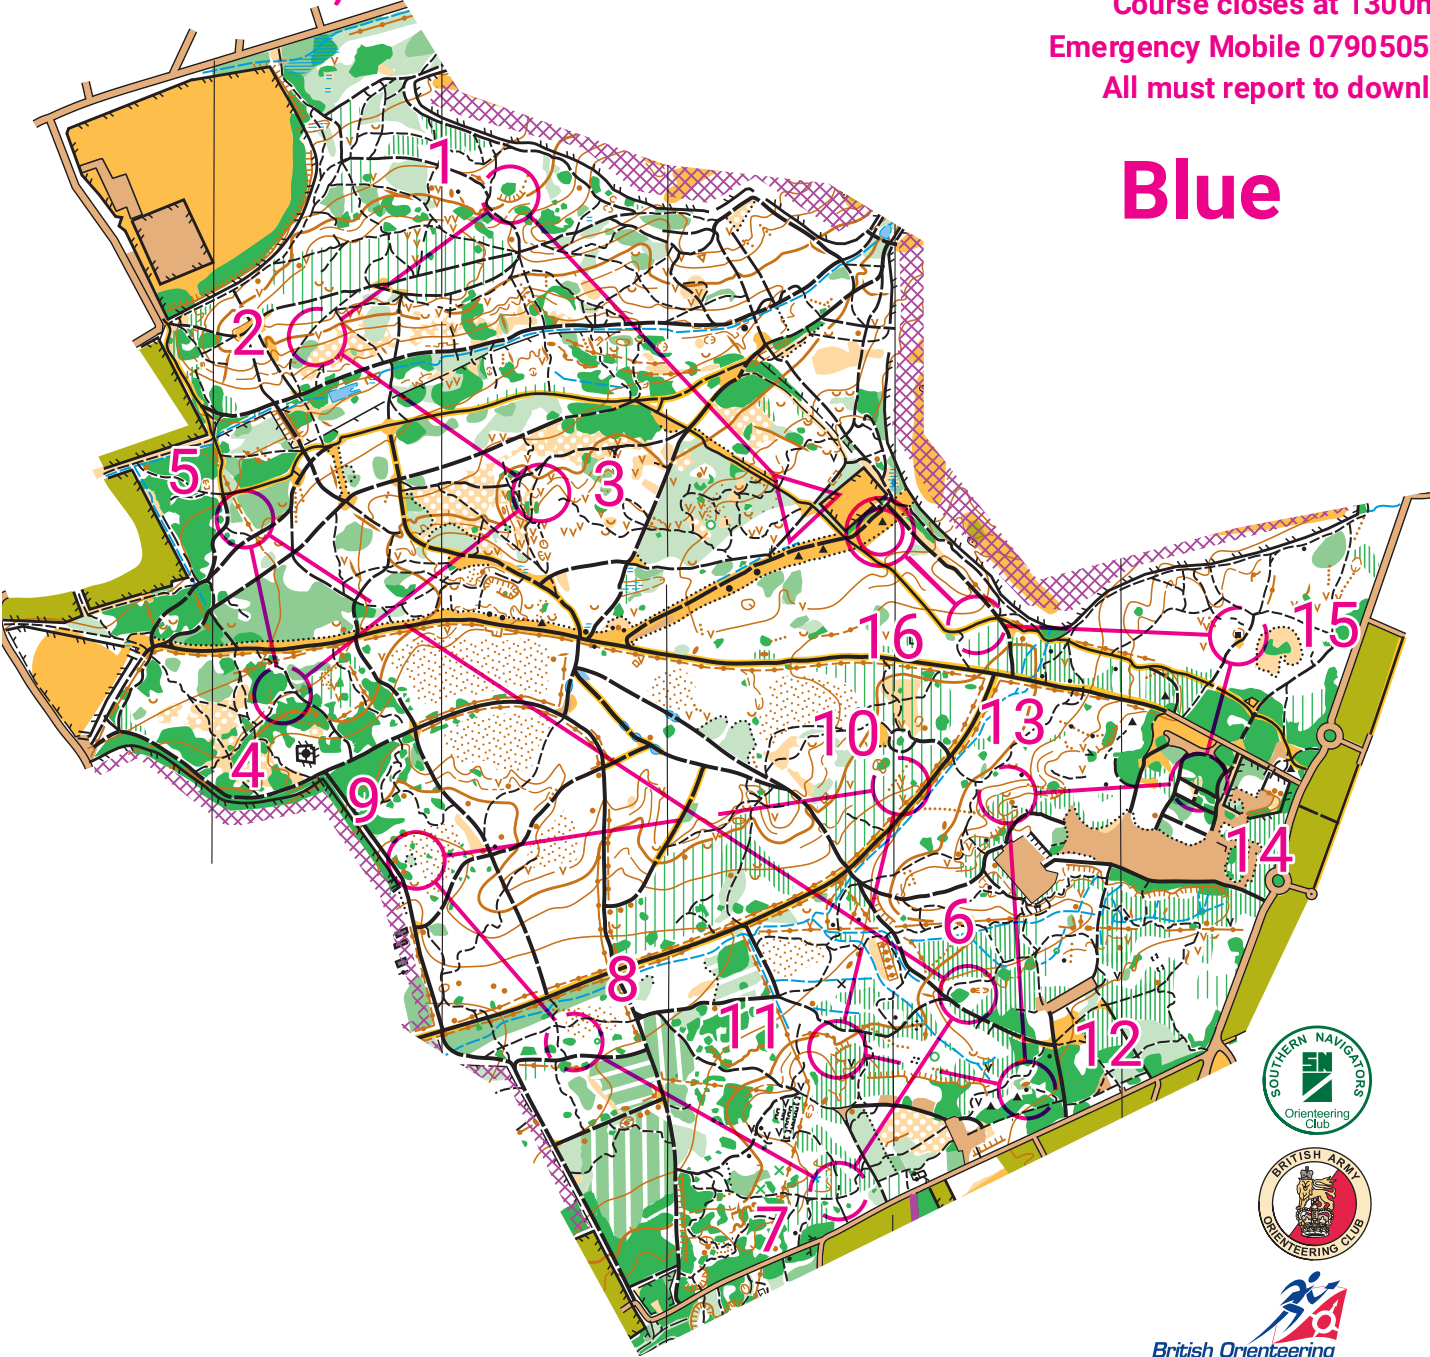 Course closes at 1300h
Emergency Mobile 0790505
All must report to downl
Blue
1
2
3
5
4
9
10
13
16
15
14
6
8
11
12
7
SOUTHERN NAVIGATORS
SN
Orienteering
Club
BRITISH ARMY
ORIENTEERING CLUB
British Orienteering